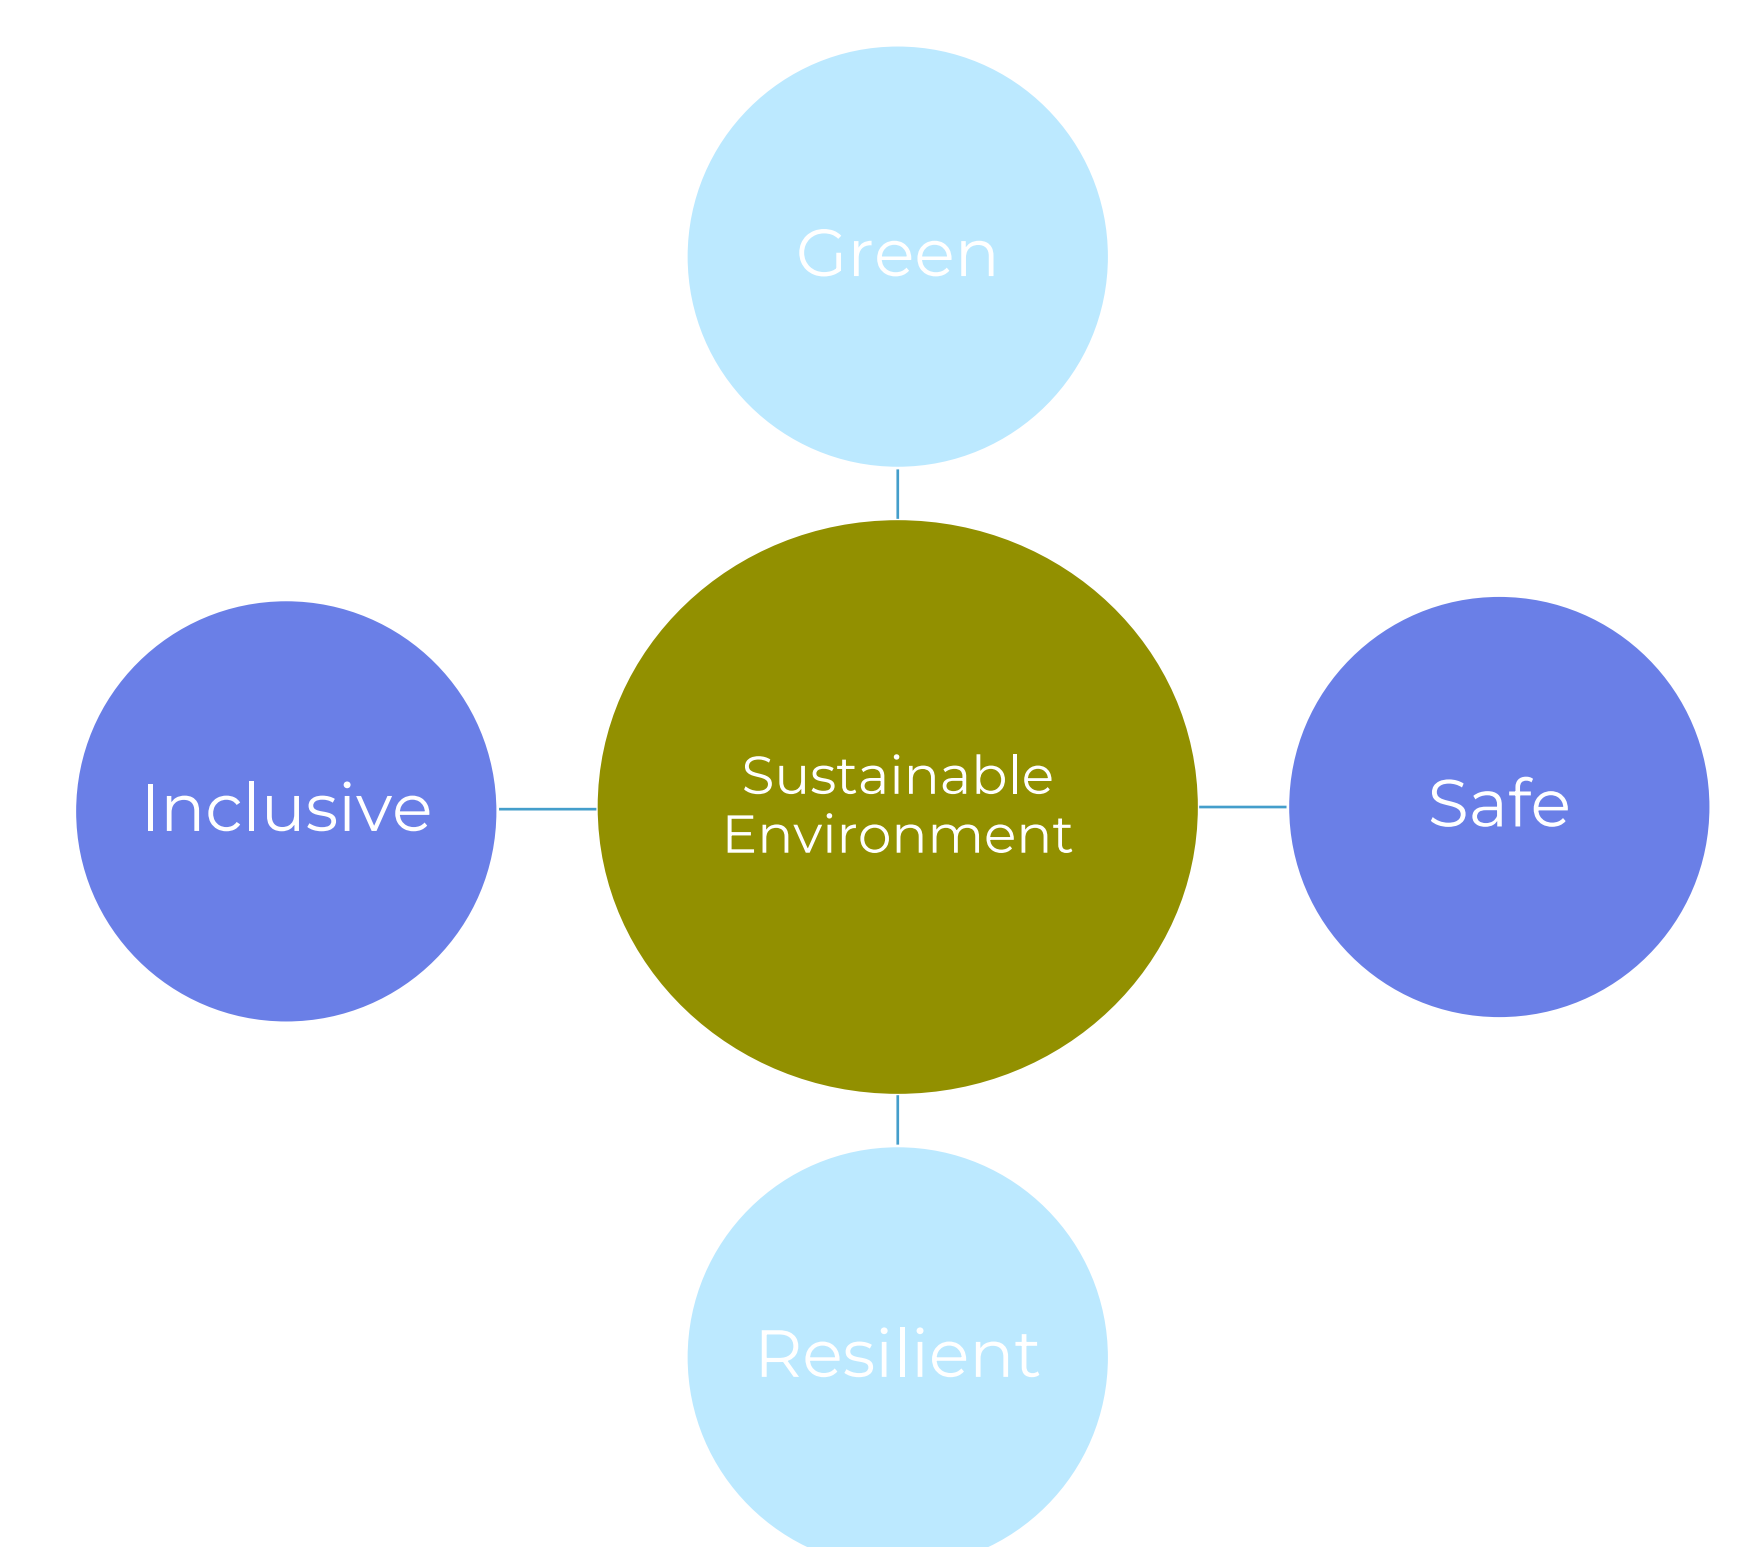 Green
Inclusive
Sustainable
Environment
Safe
Resilient